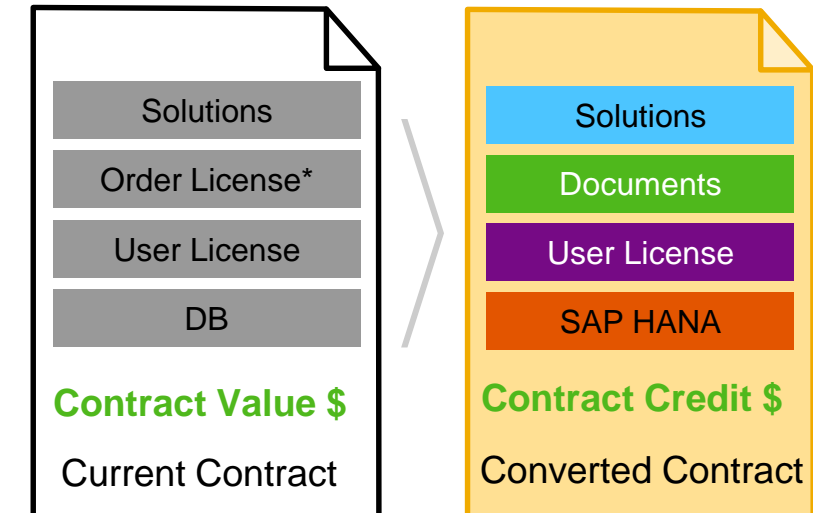 Solutions
Order License*
User License
DB
Contract Value $
Current Contract
Solutions
Documents
User License
SAP HANA
Contract Credit $
Converted Contract